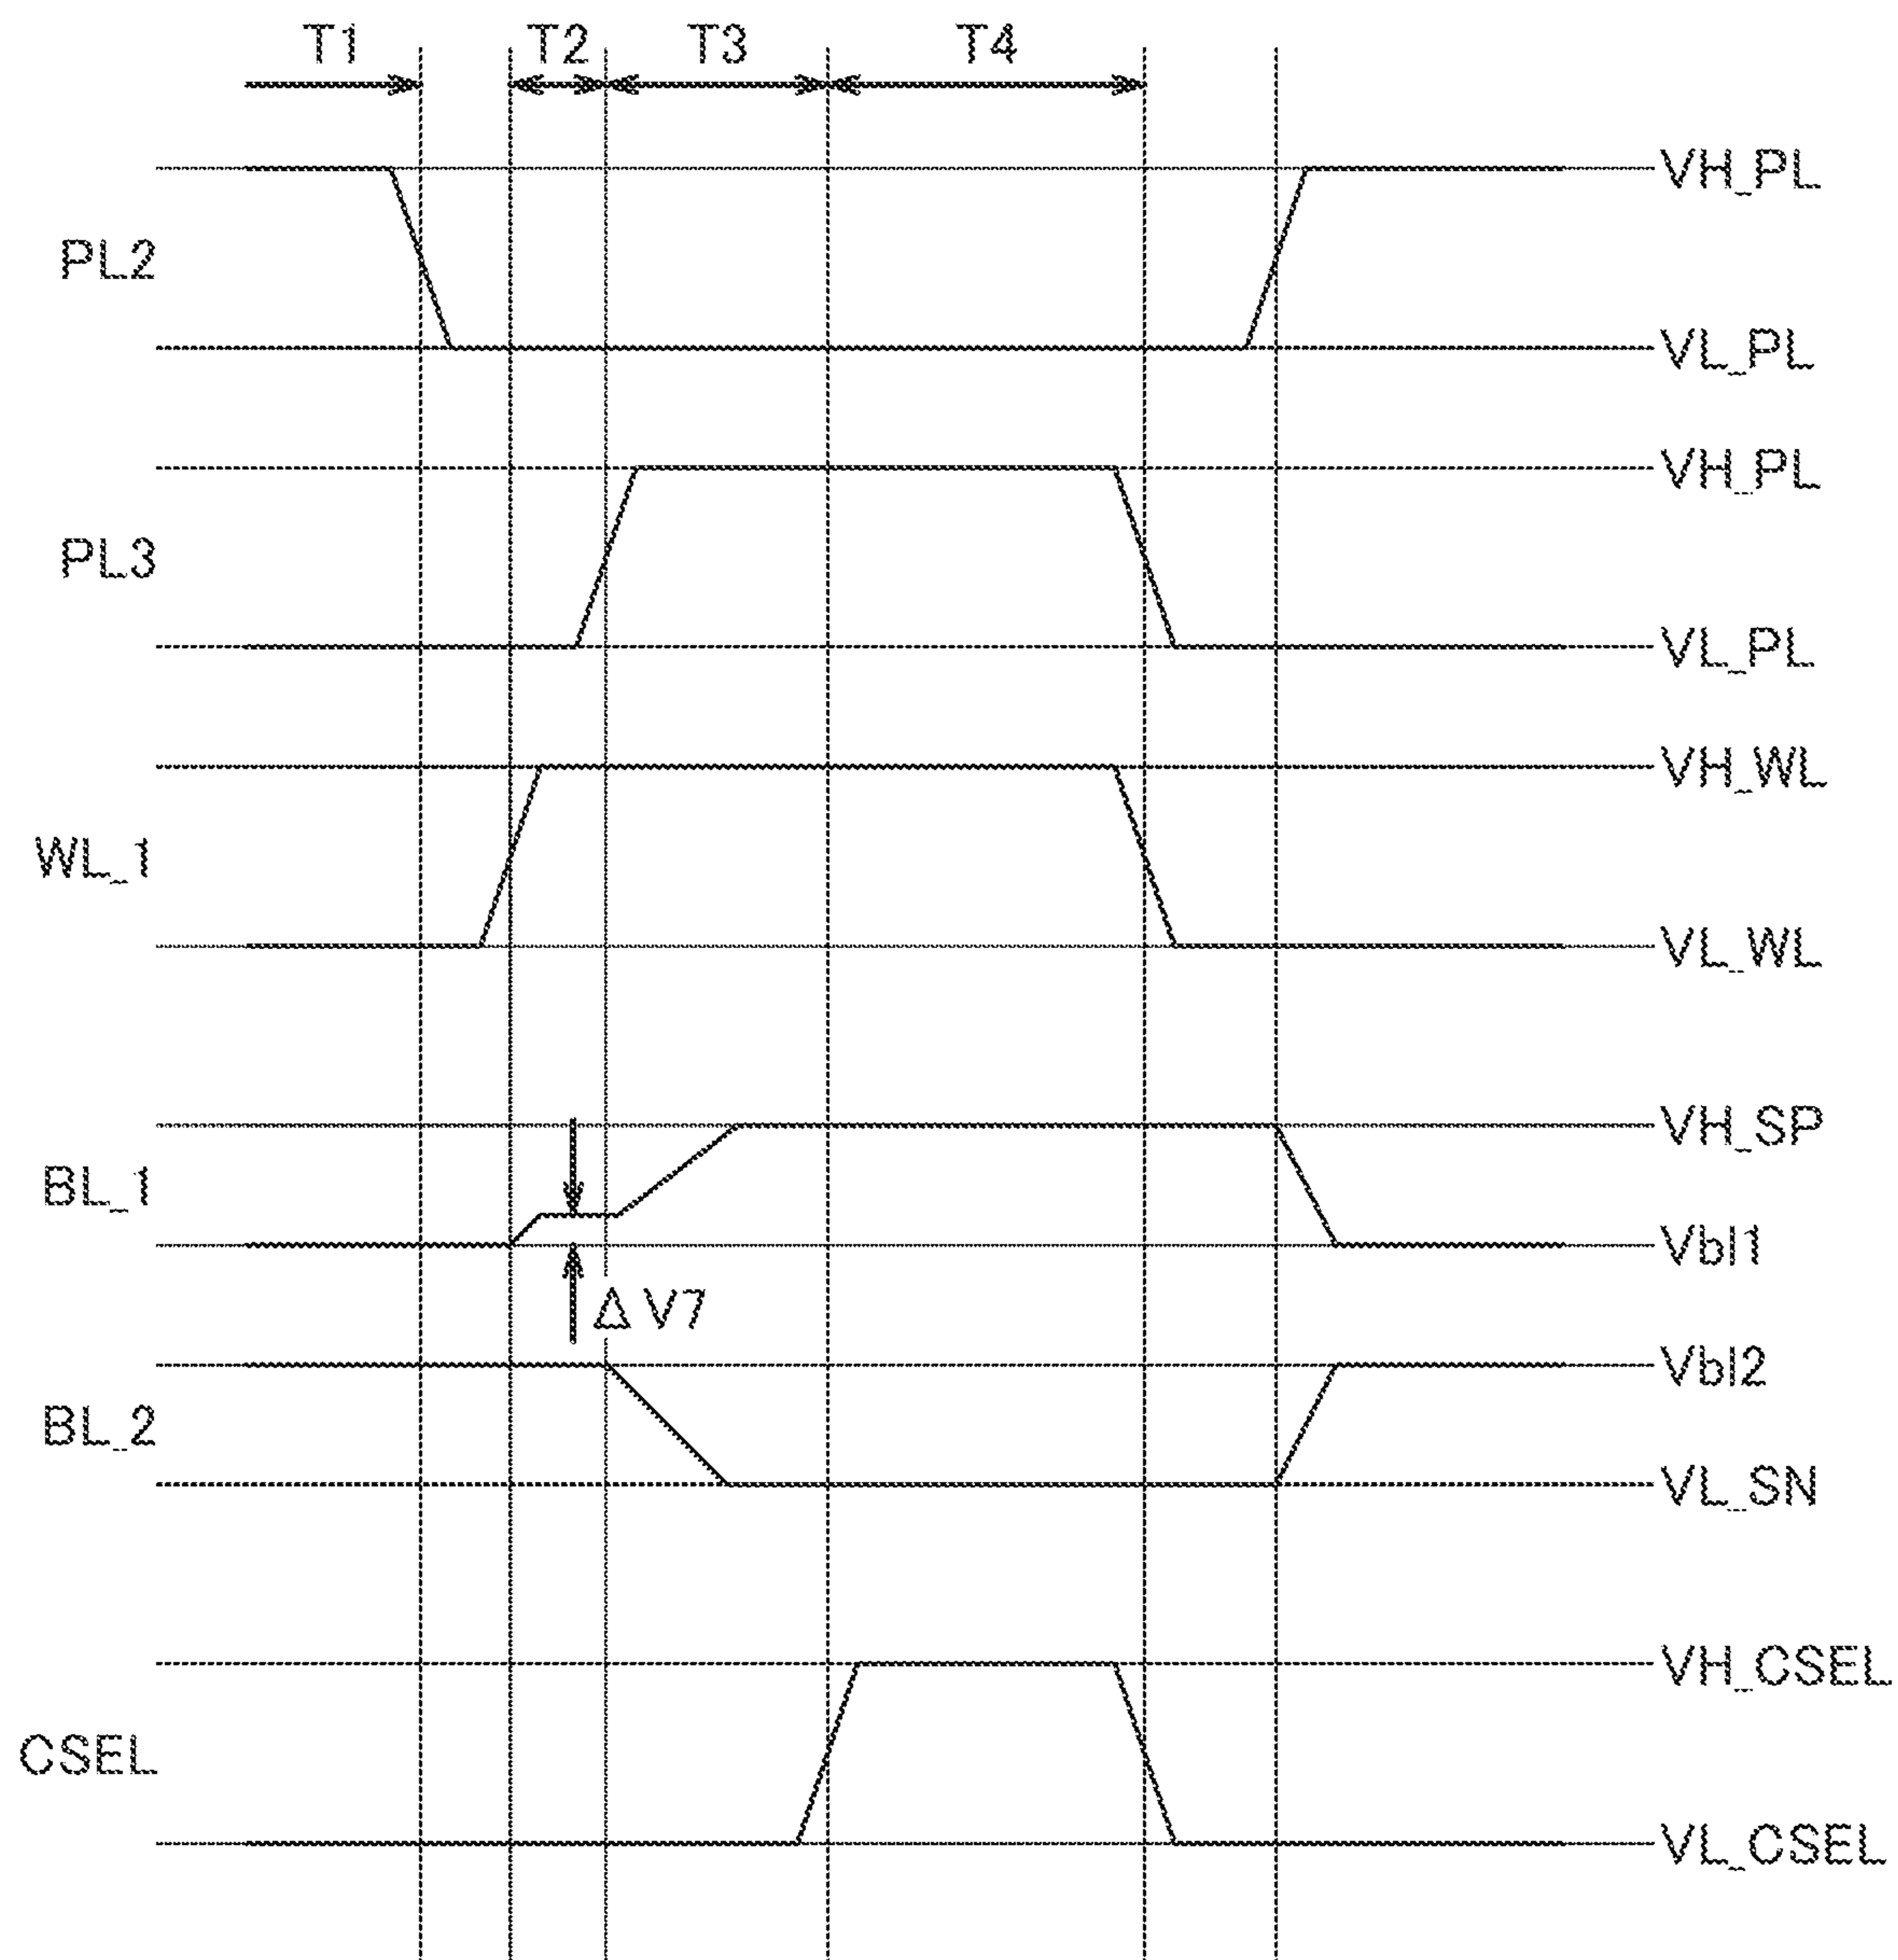 T1 T2 T3 T4
VH_PL
PL2
VL_PL
VH_PL
PL3
VL_PL
VH_WL
WL_1
VL_WL
VH_SP
BL_1
Vbl1
ΔV7
Vbl2
BL_2
VL_SN
VH_CSEL
CSEL
VL_CSEL